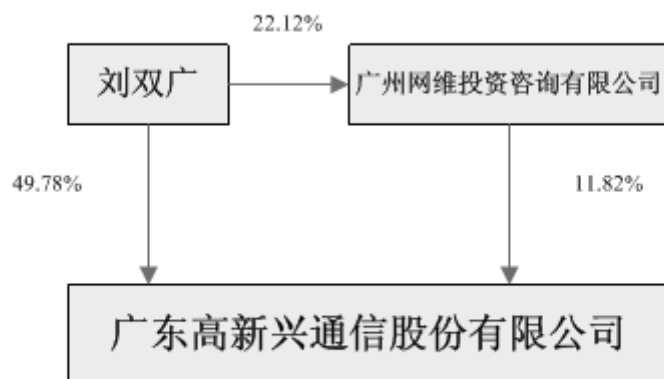 22.12%
刘双广
广州网维投资咨询有限公司
49.78%
11.82%
广东高新兴通信股份有限公司